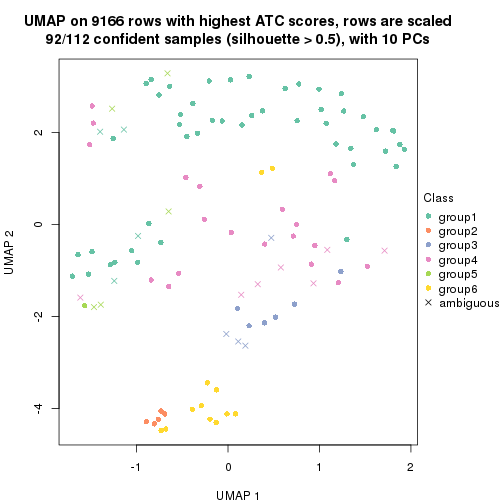 UMAP on 9166 rows with highest ATC scores, rows are scaled
92/112 confident samples (silhouette > 0.5), with 10 PCs
UMAP 2
2
0
-2
-4
-1
0
1
2
UMAP 1
Class
group1
group2
group3
group4
group5
group6
ambiguous